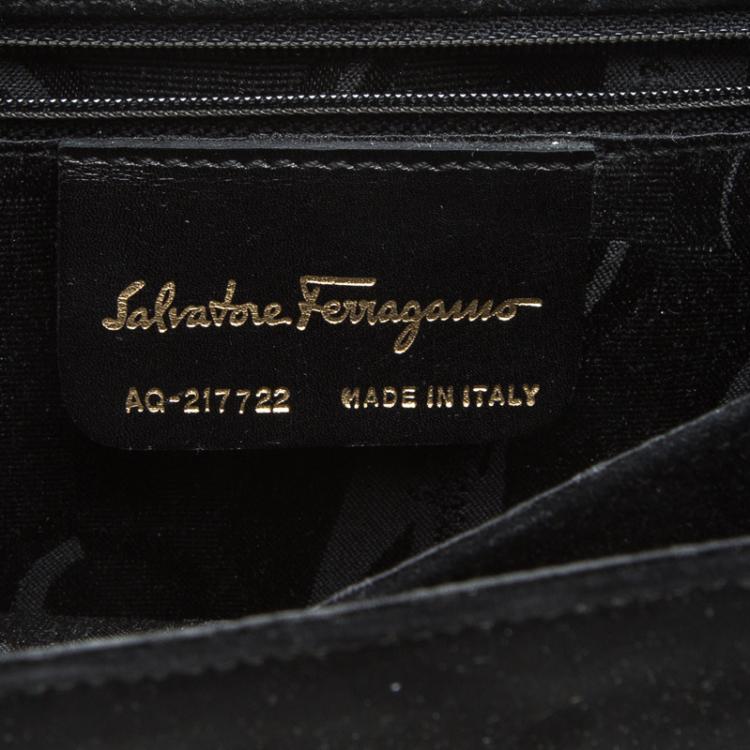 Salvatore Ferragamo
AQ-217722 MADE IN ITALY